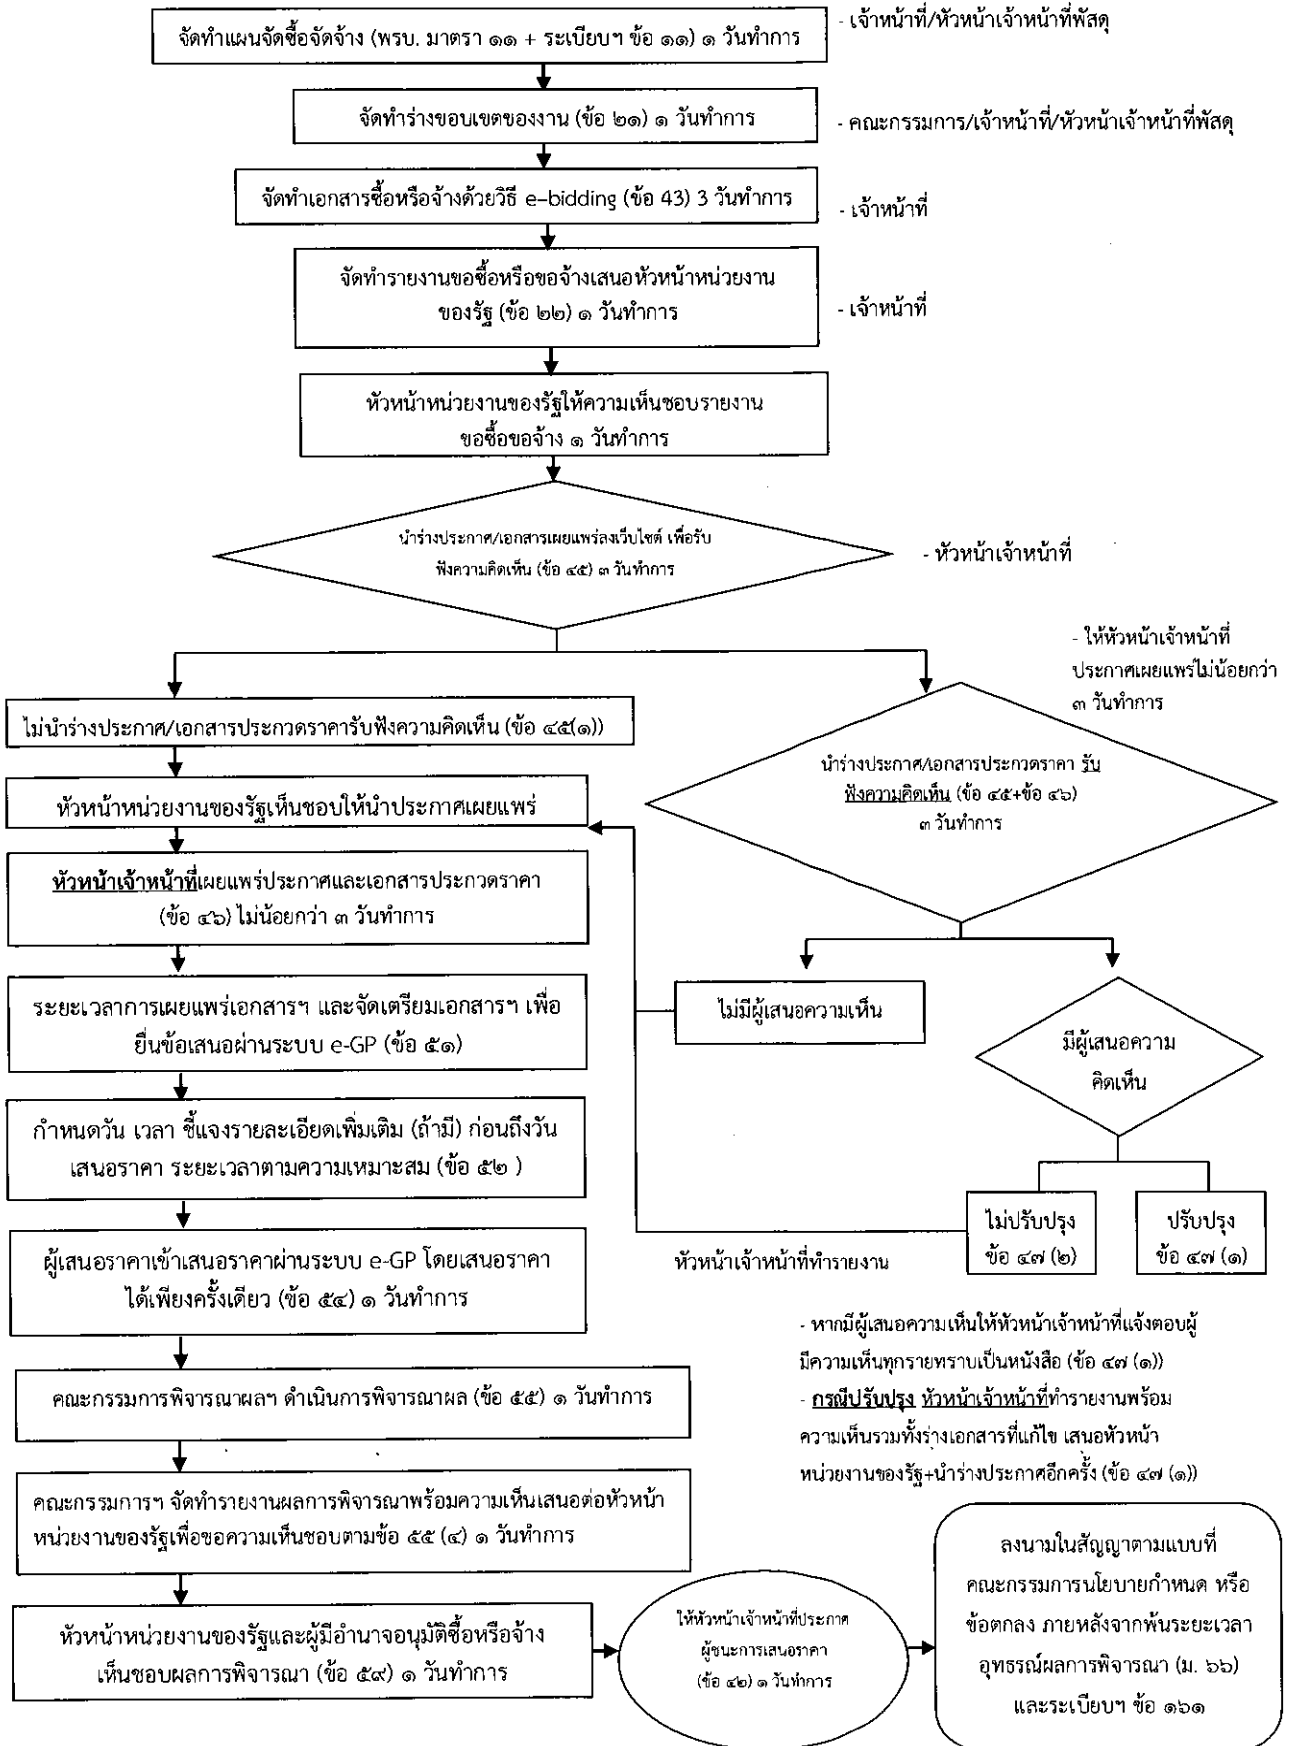 จัดทำแผนจัดซื้อจัดจ้าง (พรบ. มาตรา ๑๑ + ระเบียบฯ ข้อ ๑๑) ๑ วันทำการ
- เจ้าหน้าที่/หัวหน้าเจ้าหน้าที่พัสดุ
จัดทำร่างขอบเขตของงาน (ข้อ ๒๑) ๑ วันทำการ
- คณะกรรมการ/เจ้าหน้าที่/หัวหน้าเจ้าหน้าที่พัสดุ
จัดทำเอกสารซื้อหรือจ้างด้วยวิธี e-bidding (ข้อ 43) 3 วันทำการ
- เจ้าหน้าที่
จัดทำรายงานขอซื้อหรือขอจ้างเสนอหัวหน้าหน่วยงาน
ของรัฐ (ข้อ ๒๒) ๑ วันทำการ
- เจ้าหน้าที่
หัวหน้าหน่วยงานของรัฐให้ความเห็นชอบรายงาน
ขอซื้อขอจ้าง ๑ วันทำการ
นำร่างประกาศ/เอกสารเผยแพร่ลงเว็บไซต์ เพื่อรับ
ฟังความคิดเห็น (ข้อ ๔๕) ๓ วันทำการ
- หัวหน้าเจ้าหน้าที่
- ให้หัวหน้าเจ้าหน้าที่
ประกาศเผยแพร่ไม่น้อยกว่า
๓ วันทำการ
ไม่นำร่างประกาศ/เอกสารประกวดราคารับฟังความคิดเห็น (ข้อ ๔๕(๑))
นำร่างประกาศ/เอกสารประกวดราคา รับ
ฟังความคิดเห็น (ข้อ ๔๕+ข้อ ๔๖)
๓ วันทำการ
หัวหน้าหน่วยงานของรัฐเห็นชอบให้นำประกาศเผยแพร่
หัวหน้าเจ้าหน้าที่เผยแพร่ประกาศและเอกสารประกวดราคา
(ข้อ ๔๖) ไม่น้อยกว่า ๓ วันทำการ
ไม่มีผู้เสนอความเห็น
มีผู้เสนอความ
คิดเห็น
ระยะเวลาการเผยแพร่เอกสารฯ และจัดเตรียมเอกสารฯ เพื่อ
ยื่นข้อเสนอผ่านระบบ e-GP (ข้อ ๕๑)
กำหนดวัน เวลา ชี้แจงรายละเอียดเพิ่มเติม (ถ้ามี) ก่อนถึงวัน
เสนอราคา ระยะเวลาตามความเหมาะสม (ข้อ ๕๒ )
ไม่ปรับปรุง
ข้อ ๔๗ (๒)
ปรับปรุง
ข้อ ๔๗ (๑)
หัวหน้าเจ้าหน้าที่ทำรายงาน
ผู้เสนอราคาเข้าเสนอราคาผ่านระบบ e-GP โดยเสนอราคา
ได้เพียงครั้งเดียว (ข้อ ๕๔) ๑ วันทำการ
- หากมีผู้เสนอความเห็นให้หัวหน้าเจ้าหน้าที่แจ้งตอบผู้
มีความเห็นทุกรายทราบเป็นหนังสือ (ข้อ ๔๗ (๑))
- กรณีปรับปรุง หัวหน้าเจ้าหน้าที่ทำรายงานพร้อม
ความเห็นรวมทั้งร่างเอกสารที่แก้ไข เสนอหัวหน้า
หน่วยงานของรัฐ+นำร่างประกาศอีกครั้ง (ข้อ ๔๗ (๑))
คณะกรรมการพิจารณาผลฯ ดำเนินการพิจารณาผล (ข้อ ๕๕) ๑ วันทำการ
คณะกรรมการฯ จัดทำรายงานผลการพิจารณาพร้อมความเห็นเสนอต่อหัวหน้า
หน่วยงานของรัฐเพื่อขอความเห็นชอบตามข้อ ๕๕ (๔) ๑ วันทำการ
หัวหน้าหน่วยงานของรัฐและผู้มีอำนาจอนุมัติซื้อหรือจ้าง
เห็นชอบผลการพิจารณา (ข้อ ๕๙) ๑ วันทำการ
ให้หัวหน้าเจ้าหน้าที่ประกาศ
ผู้ชนะการเสนอราคา
(ข้อ ๔๒) ๑ วันทำการ
ลงนามในสัญญาตามแบบที่
คณะกรรมการนโยบายกำหนด หรือ
ข้อตกลง ภายหลังจากพ้นระยะเวลา
อุทธรณ์ผลการพิจารณา (ม. ๖๖)
และระเบียบฯ ข้อ ๑๖๑